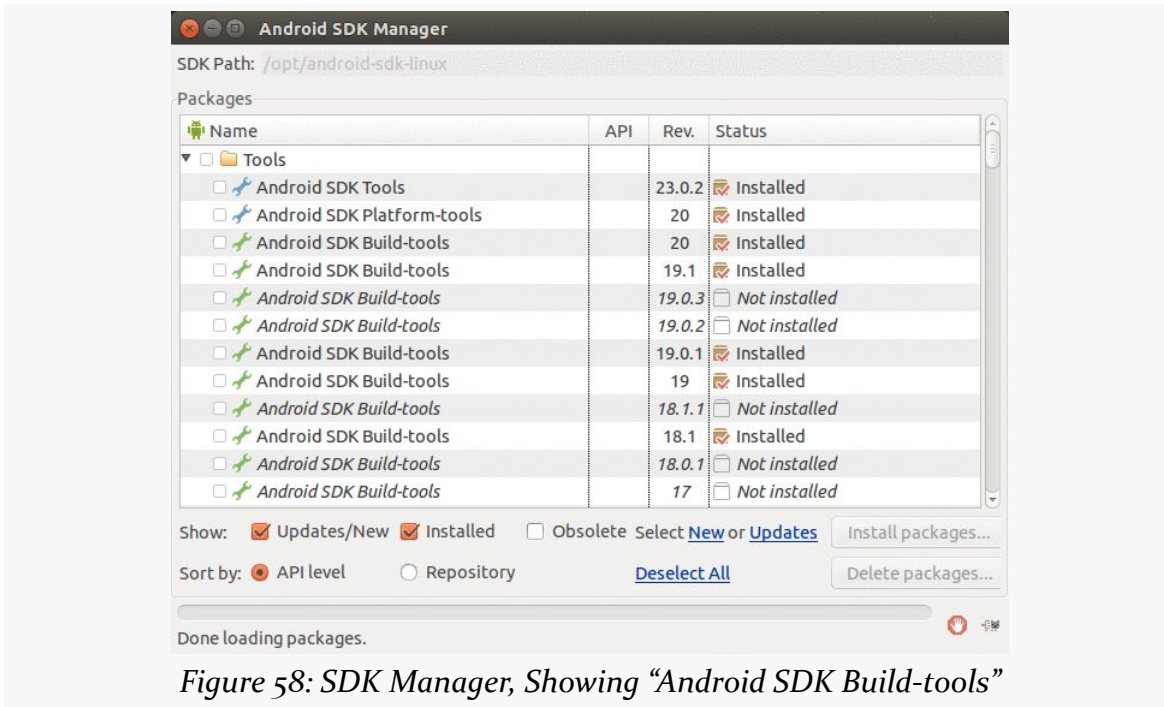 Android SDK Manager
SDK Path: /opt/android-sdk-linux
Packages
Name API Rev. Status
Tools
Android SDK Tools 23.0.2 Installed
Android SDK Platform-tools 20 Installed
Android SDK Build-tools 20 Installed
Android SDK Build-tools 19.1 Installed
Android SDK Build-tools 19.0.3 Not installed
Android SDK Build-tools 19.0.2 Not installed
Android SDK Build-tools 19.0.1 Installed
Android SDK Build-tools 19 Installed
Android SDK Build-tools 18.1.1 Not installed
Android SDK Build-tools 18.1 Installed
Android SDK Build-tools 18.0.1 Not installed
Android SDK Build-tools 17 Not installed
Show: Updates/New Installed Obsolete Select New or Updates Install packages...
Sort by: API level Repository Deselect All Delete packages...
Done loading packages.
Figure 58: SDK Manager, Showing “Android SDK Build-tools”